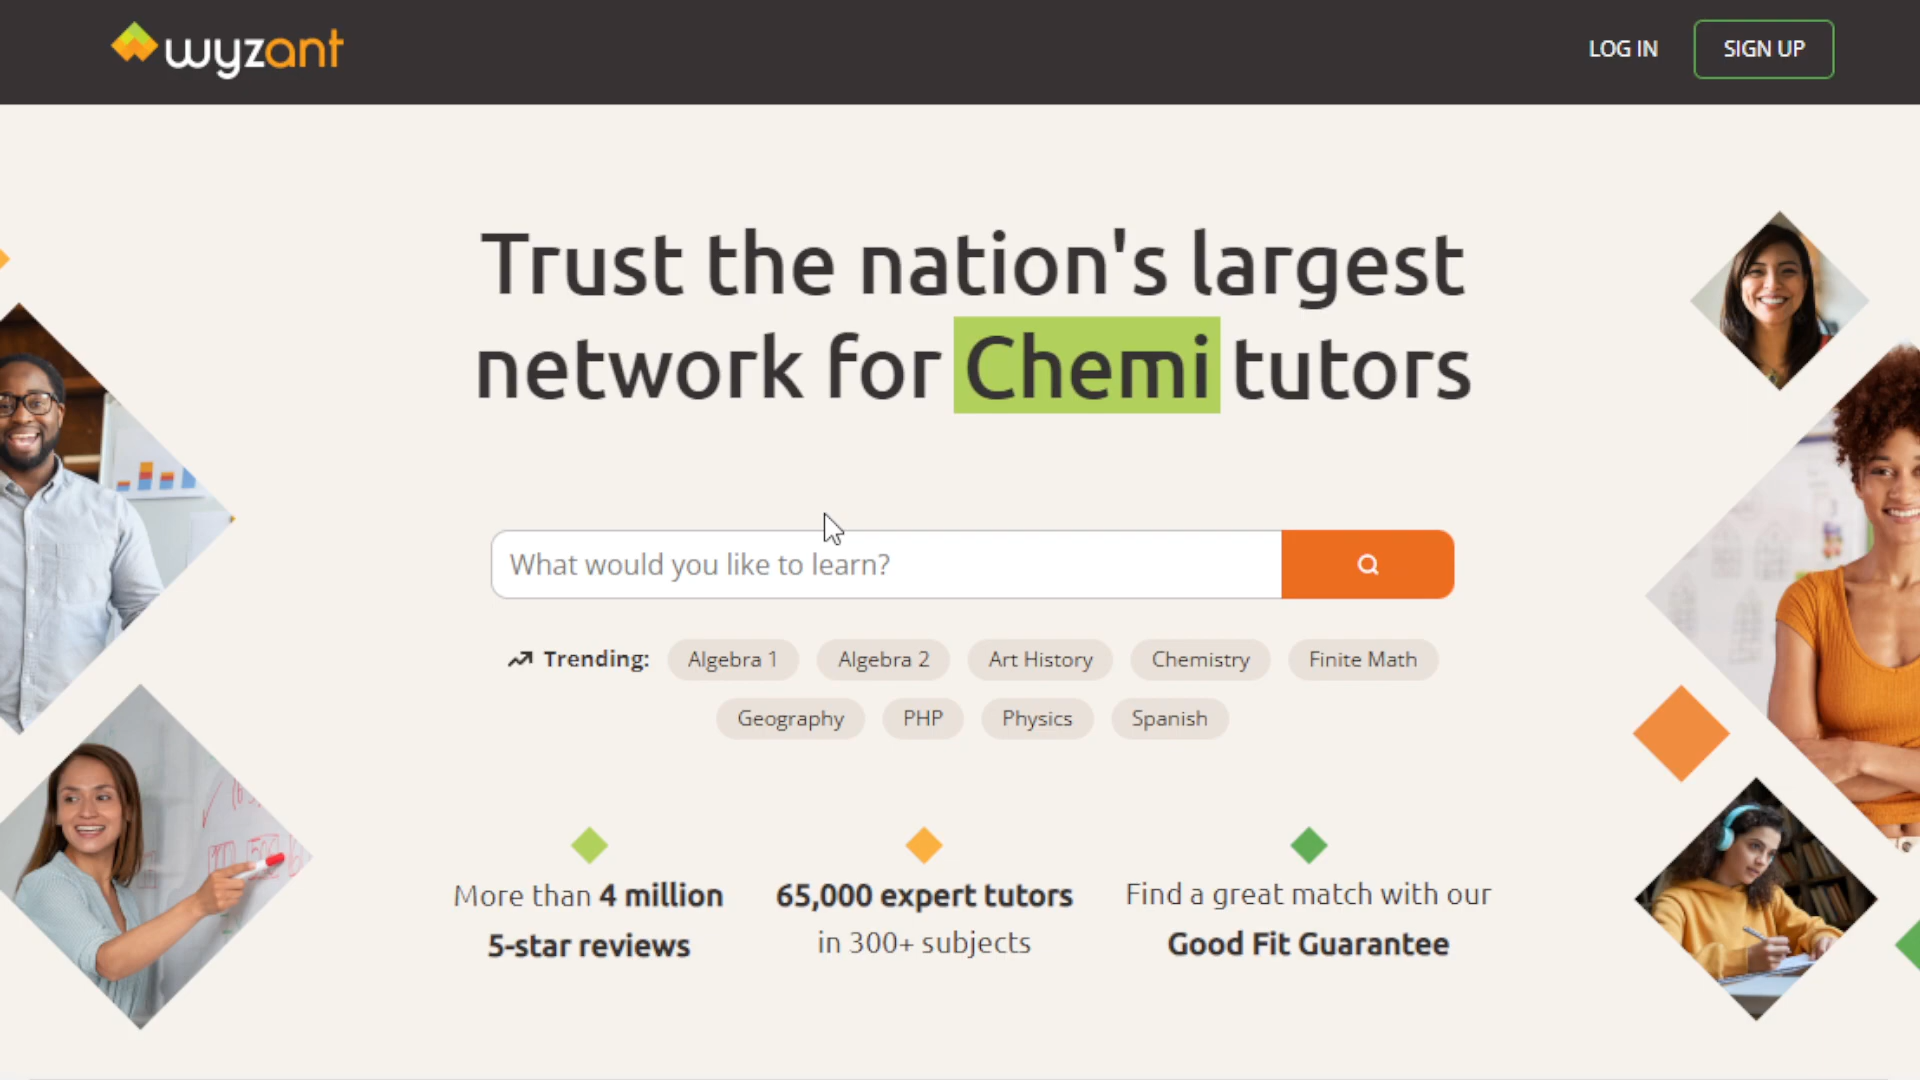 wyzant
LOG IN
SIGN UP
Trust the nation's largest
network for Chemi tutors
What would you like to learn?
Trending:
Algebra 1
Algebra 2
Art History
Chemistry
Finite Math
Geography
PHP
Physics
Spanish
More than 4 million
5-star reviews
65,000 expert tutors
in 300+ subjects
Find a great match with our
Good Fit Guarantee